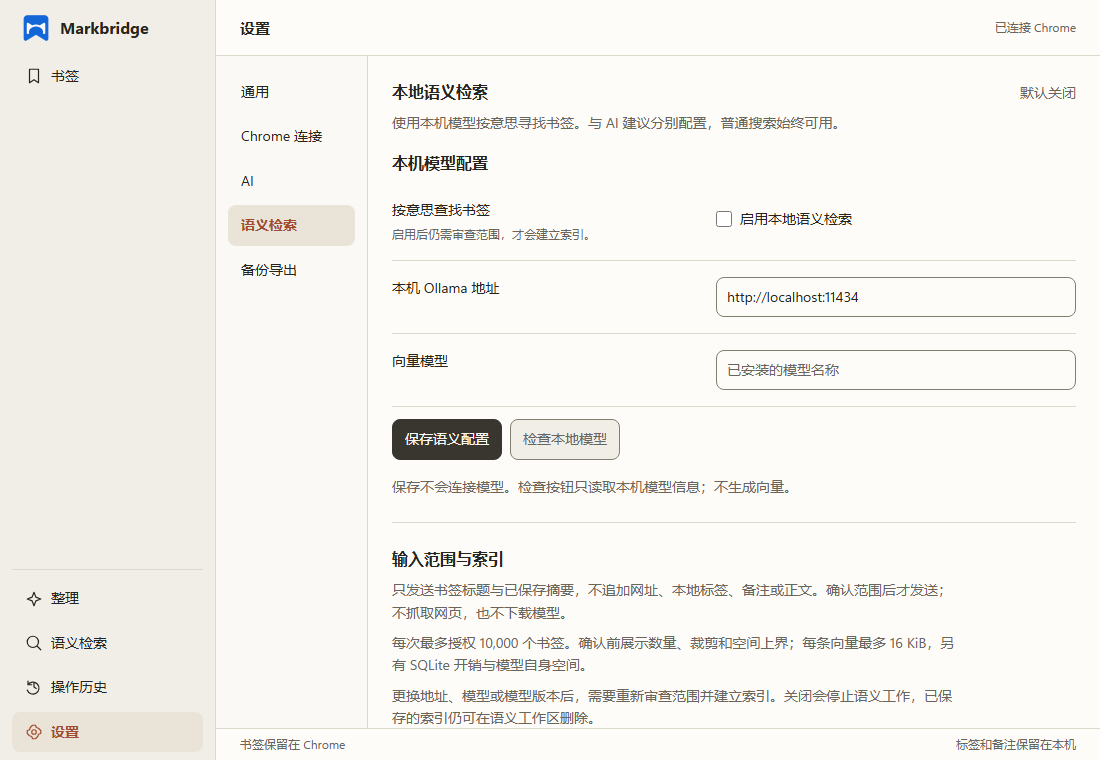 Markbridge
书签
整理
语义检索
操作历史
设置
设置
已连接 Chrome
通用
Chrome 连接
AI
语义检索
备份导出
本地语义检索
默认关闭
使用本机模型按意思寻找书签。与 AI 建议分别配置，普通搜索始终可用。
本机模型配置
按意思查找书签
启用后仍需审查范围，才会建立索引。
启用本地语义检索
本机 Ollama 地址
http://localhost:11434
向量模型
已安装的模型名称
保存语义配置
检查本地模型
保存不会连接模型。检查按钮只读取本机模型信息；不生成向量。
输入范围与索引
只发送书签标题与已保存摘要，不追加网址、本地标签、备注或正文。确认范围后才发送；
不抓取网页，也不下载模型。
每次最多授权 10,000 个书签。确认前展示数量、裁剪和空间上界；每条向量最多 16 KiB，另
有 SQLite 开销与模型自身空间。
更换地址、模型或模型版本后，需要重新审查范围并建立索引。关闭会停止语义工作，已保
存的索引仍可在语义工作区删除。
书签保留在 Chrome
标签和备注保留在本机